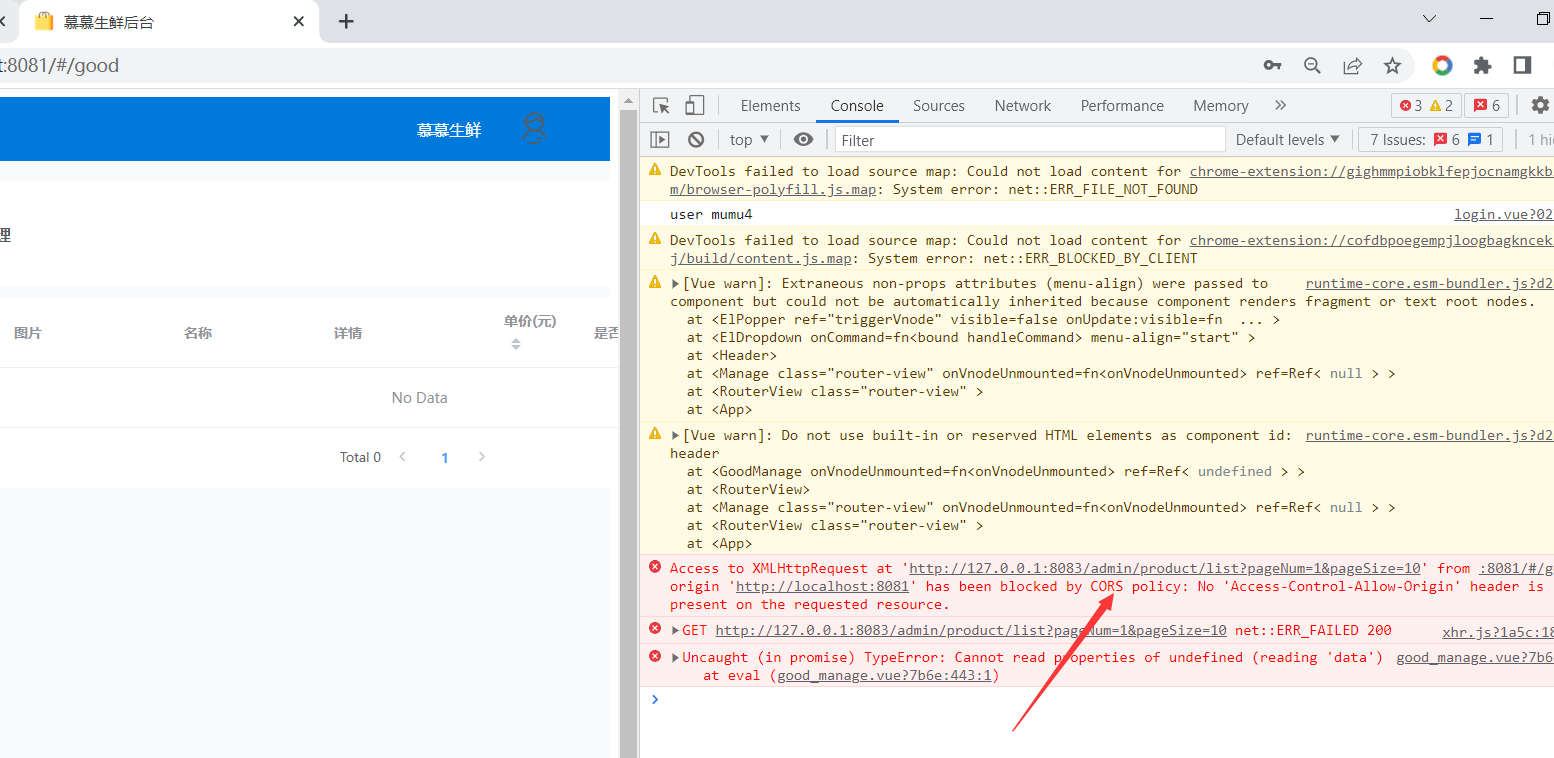 慕慕生鲜后台
t:8081/#/good
慕慕生鲜
理
图片 名称 详情 单价(元) 是否
No Data
Total 0 1
Elements Console Sources Network Performance Memory 3 2 6
top Filter Default levels 7 Issues: 6 1 1 hi
DevTools failed to load source map: Could not load content for chrome-extension://gighmmpiobklfepjocnamgkkb
m/browser-polyfill.js.map: System error: net::ERR_FILE_NOT_FOUND
user mumu4 login.vue?02
DevTools failed to load source map: Could not load content for chrome-extension://cofdbpoegempjloogbagkncek
j/build/content.js.map: System error: net::ERR_BLOCKED_BY_CLIENT
[Vue warn]: Extraneous non-props attributes (menu-align) were passed to runtime-core.esm-bundler.js?d2
component but could not be automatically inherited because component renders fragment or text root nodes.
at <ElPopper ref="triggerVnode" visible=false onUpdate:visible=fn ... >
at <ElDropdown onCommand=fn<bound handleCommand> menu-align="start" >
at <Header>
at <Manage class="router-view" onVnodeUnmounted=fn<onVnodeUnmounted> ref=Ref< null > >
at <RouterView class="router-view" >
at <App>
[Vue warn]: Do not use built-in or reserved HTML elements as component id: runtime-core.esm-bundler.js?d2
header
at <GoodManage onVnodeUnmounted=fn<onVnodeUnmounted> ref=Ref< undefined > >
at <RouterView>
at <Manage class="router-view" onVnodeUnmounted=fn<onVnodeUnmounted> ref=Ref< null > >
at <RouterView class="router-view" >
at <App>
Access to XMLHttpRequest at 'http://127.0.0.1:8083/admin/product/list?pageNum=1&pageSize=10' from :8081/#/g
origin 'http://localhost:8081' has been blocked by CORS policy: No 'Access-Control-Allow-Origin' header is
present on the requested resource.
GET http://127.0.0.1:8083/admin/product/list?pageNum=1&pageSize=10 net::ERR_FAILED 200 xhr.js?1a5c:18
Uncaught (in promise) TypeError: Cannot read properties of undefined (reading 'data') good_manage.vue?7b6
at eval (good_manage.vue?7b6e:443:1)